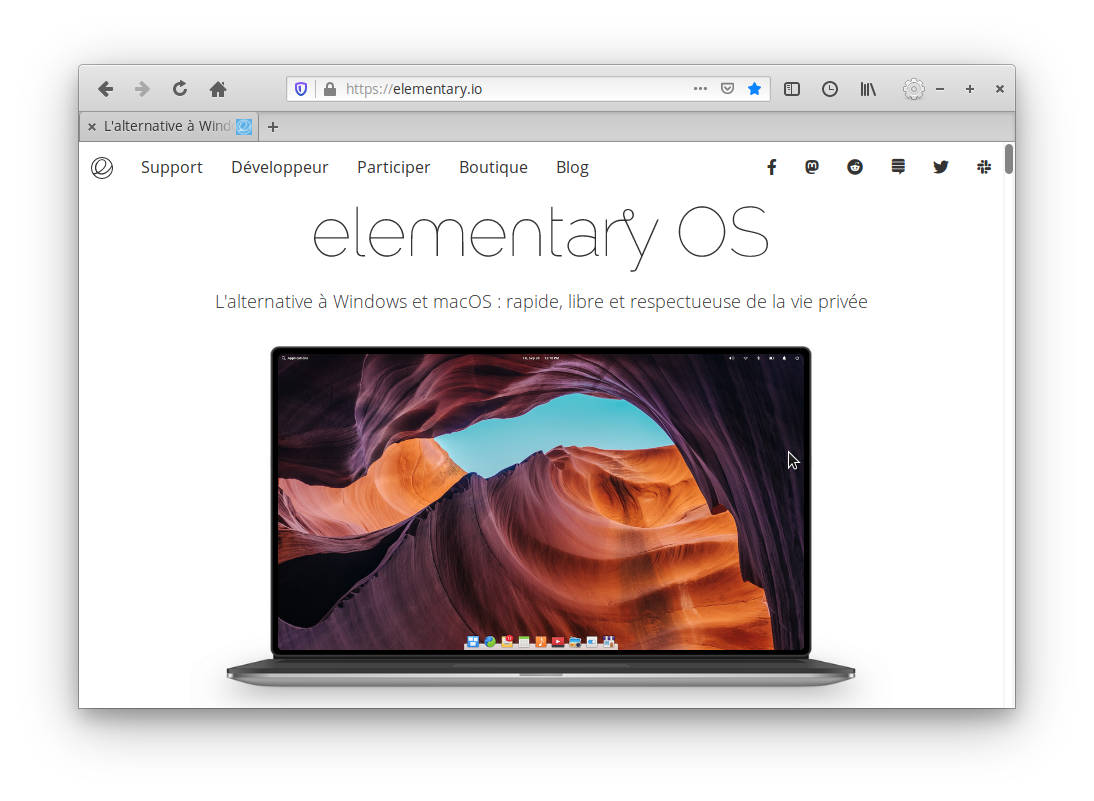 https://elementary.io
L'alternative à Wind
Support Développeur Participer Boutique Blog
elementary OS
L'alternative à Windows et macOS : rapide, libre et respectueuse de la vie privée
Applications